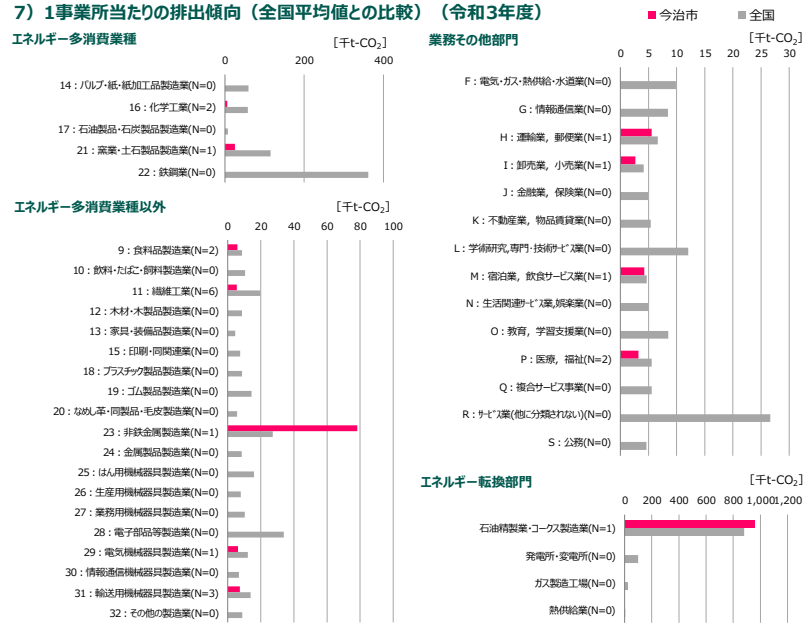 7）1事業所当たりの排出傾向（全国平均値との比較）（令和3年度）
■今治市 ■全国
エネルギー多消費業種
［千t-CO₂］
0 200 400
14：パルプ・紙・紙加工品製造業(N=0)
16：化学工業(N=2)
17：石油製品・石炭製品製造業(N=0)
21：窯業・土石製品製造業(N=1)
22：鉄鋼業(N=0)
エネルギー多消費業種以外
［千t-CO₂］
0 20 40 60 80 100
9：食料品製造業(N=2)
10：飲料・たばこ・飼料製造業(N=0)
11：繊維工業(N=6)
12：木材・木製品製造業(N=0)
13：家具・装備品製造業(N=0)
15：印刷・同関連業(N=0)
18：プラスチック製品製造業(N=0)
19：ゴム製品製造業(N=0)
20：なめし革・同製品・毛皮製造業(N=0)
23：非鉄金属製造業(N=1)
24：金属製品製造業(N=0)
25：はん用機械器具製造業(N=0)
26：生産用機械器具製造業(N=0)
27：業務用機械器具製造業(N=0)
28：電子部品等製造業(N=0)
29：電気機械器具製造業(N=1)
30：情報通信機械器具製造業(N=0)
31：輸送用機械器具製造業(N=3)
32：その他の製造業(N=0)
業務その他部門
［千t-CO₂］
0 5 10 15 20 25 30
F：電気・ガス・熱供給・水道業(N=0)
G：情報通信業(N=0)
H：運輸業，郵便業(N=1)
I：卸売業，小売業(N=1)
J：金融業，保険業(N=0)
K：不動産業，物品賃貸業(N=0)
L：学術研究,専門・技術ｻｰﾋﾞｽ業(N=0)
M：宿泊業，飲食サービス業(N=1)
N：生活関連ｻｰﾋﾞｽ業,娯楽業(N=0)
O：教育，学習支援業(N=0)
P：医療，福祉(N=2)
Q：複合サービス事業(N=0)
R：ｻｰﾋﾞｽ業(他に分類されない)(N=0)
S：公務(N=0)
エネルギー転換部門
［千t-CO₂］
0 200 400 600 800 1,000 1,200
石油精製業・コークス製造業(N=1)
発電所・変電所(N=0)
ガス製造工場(N=0)
熱供給業(N=0)